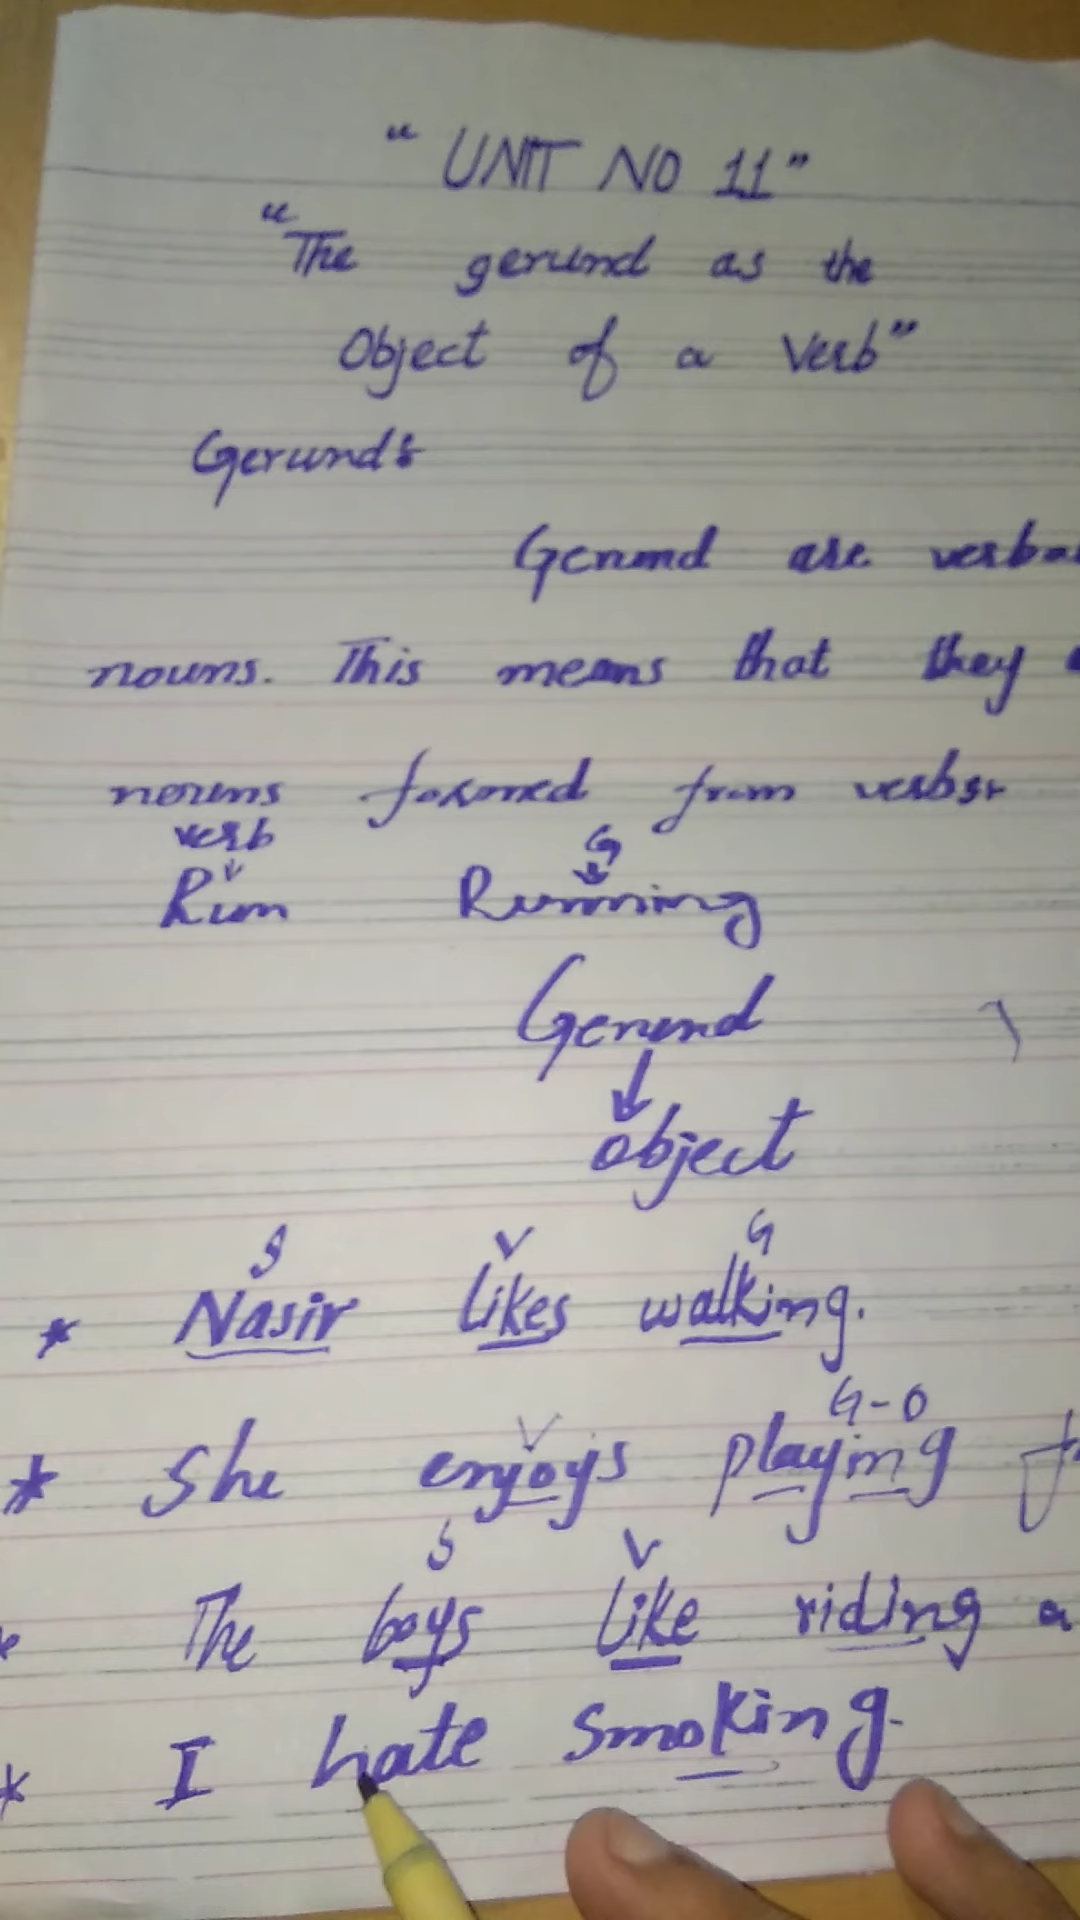 “ UNIT NO 11”
“The gerund as the
Object of a Verb”
Gerunds
Gerund are verba
nouns. This means that they
nouns formed from verbs.
verb G
Run Running
Gerund
object
S V G
* Nasir likes walking.
V G-O
* She enjoys playing
S V
The boys like riding a
* I hate smoking.